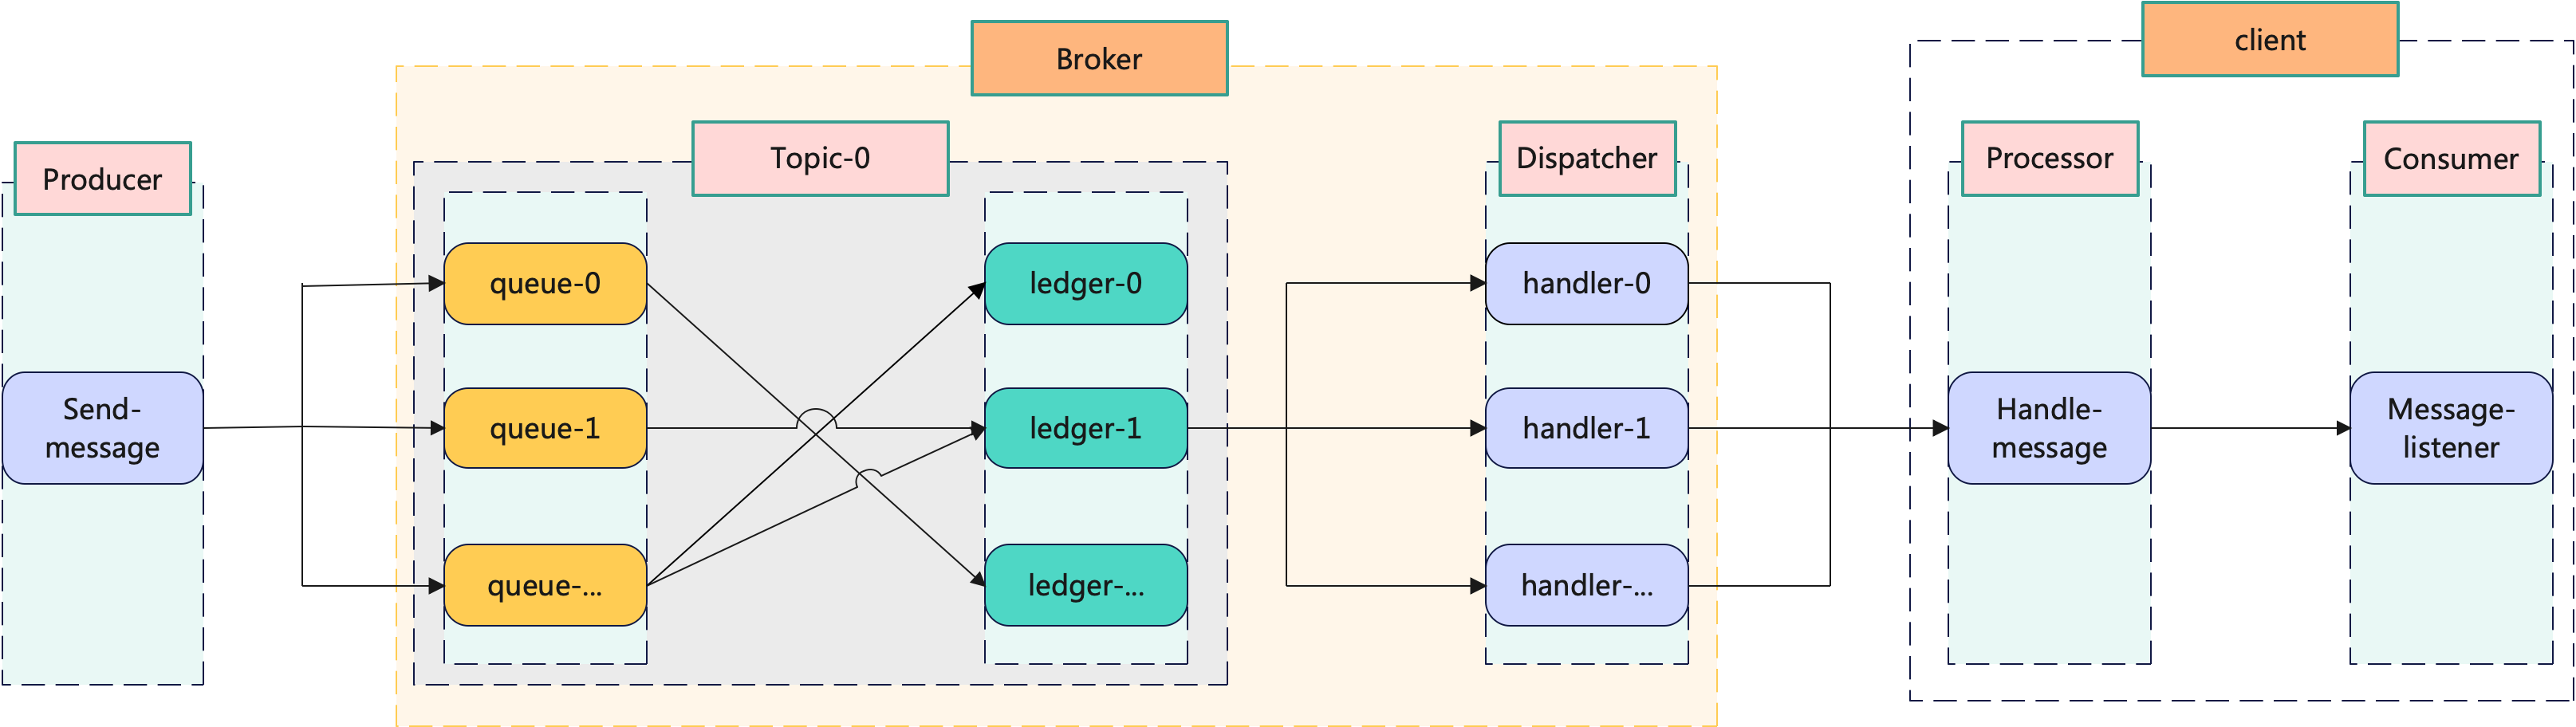 Broker
client
Producer
Topic-0
Dispatcher
Processor
Consumer
queue-0
ledger-0
handler-0
Send-
message
queue-1
ledger-1
handler-1
Handle-
message
Message-
listener
queue-...
ledger-...
handler-...